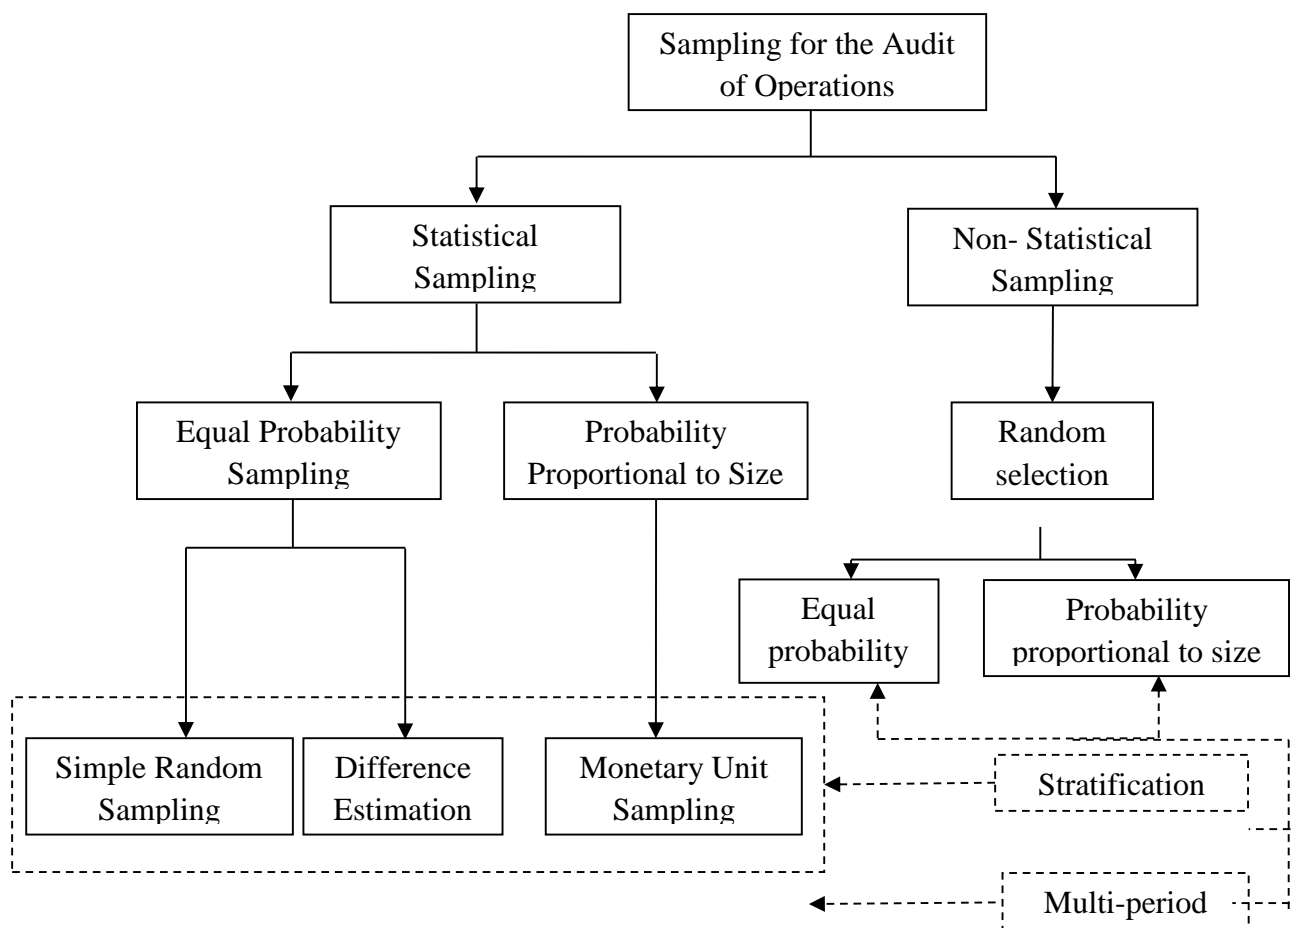 Sampling for the Audit
of Operations
Statistical
Sampling
Non- Statistical
Sampling
Equal Probability
Sampling
Probability
Proportional to Size
Random
selection
Equal
probability
Probability
proportional to size
Simple Random
Sampling
Difference
Estimation
Monetary Unit
Sampling
Stratification
Multi-period